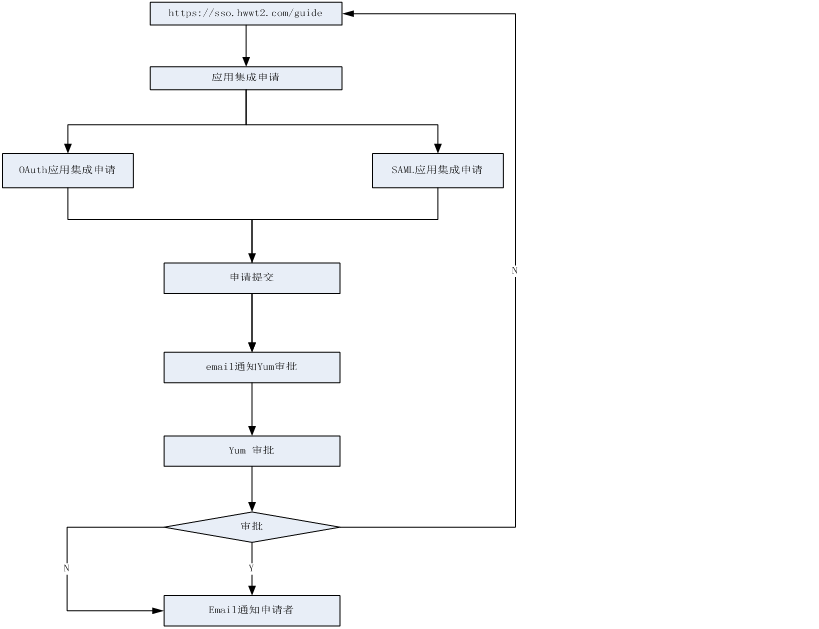 https://sso.hwwt2.com/guide
应用集成申请
OAuth应用集成申请
SAML应用集成申请
申请提交
N
email通知Yum审批
Yum 审批
审批
N
Y
Email通知申请者